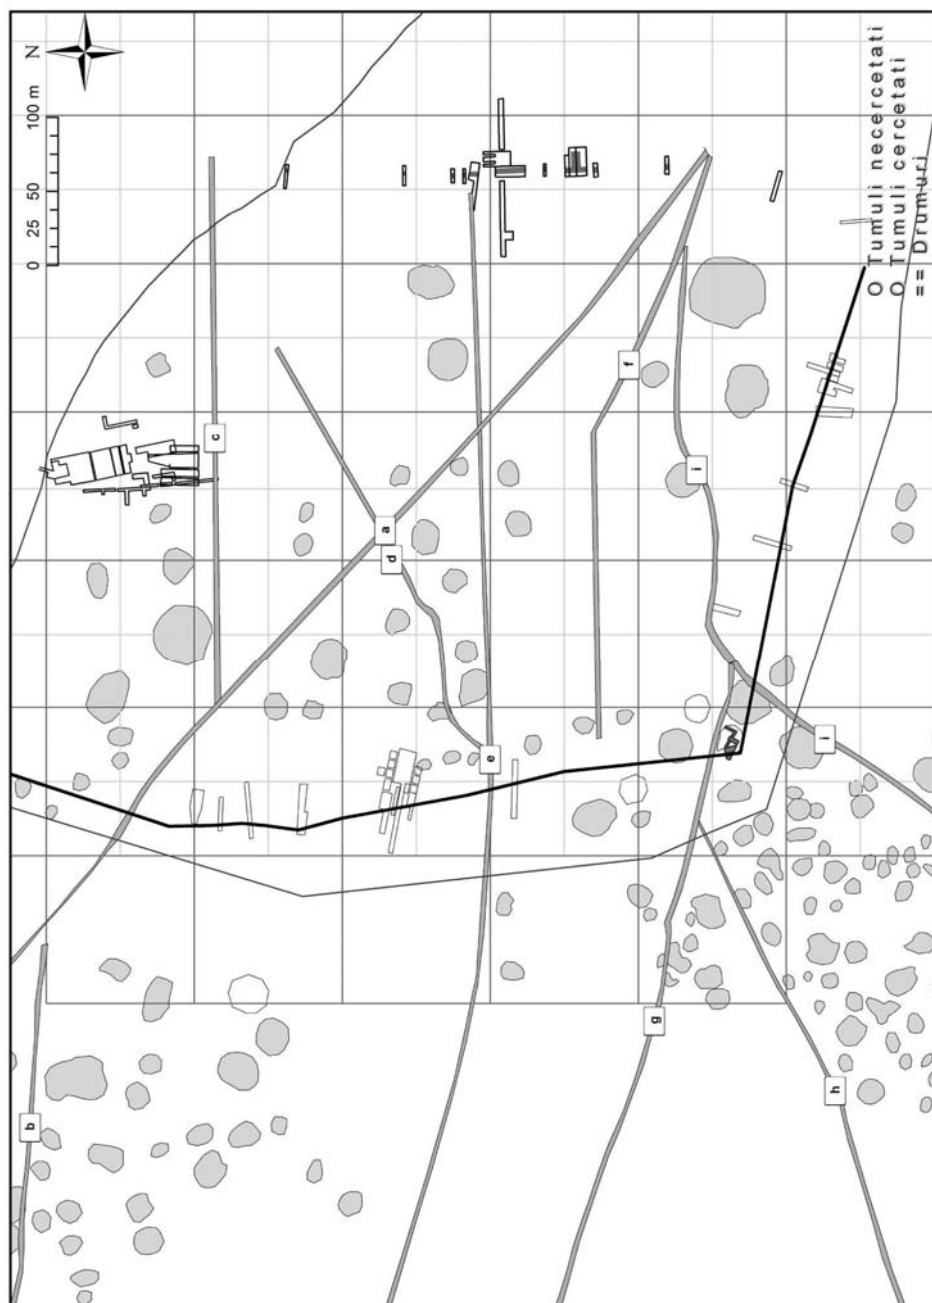 N
100 m
50
25
0
O Tumuli necercetati
O Tumuli cercetati
== Drumuri
c
f
i
a
d
e
i
g
h
b